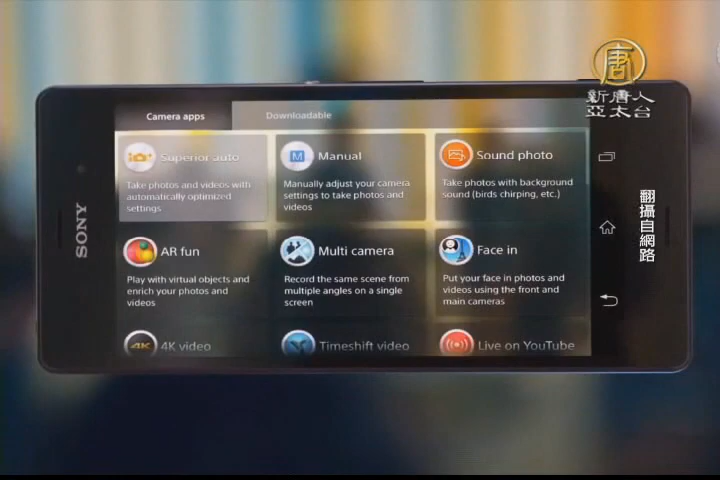 唐
新唐人
亞太台
Camera apps
Downloadable
Superior auto
Take photos and videos with
automatically optimized
settings
Manual
Manually adjust your camera
settings to take photos and
videos
Sound photo
Take photos with background
sound (birds chirping, etc.)
AR fun
Play with virtual objects and
enrich your photos and
videos
Multi camera
Record the same scene from
multiple angles on a single
screen
Face in
Put your face in photos and
videos using the front and
main cameras
4K
4K video
Timeshift video
Live on YouTube
SONY
M
翻攝自網路